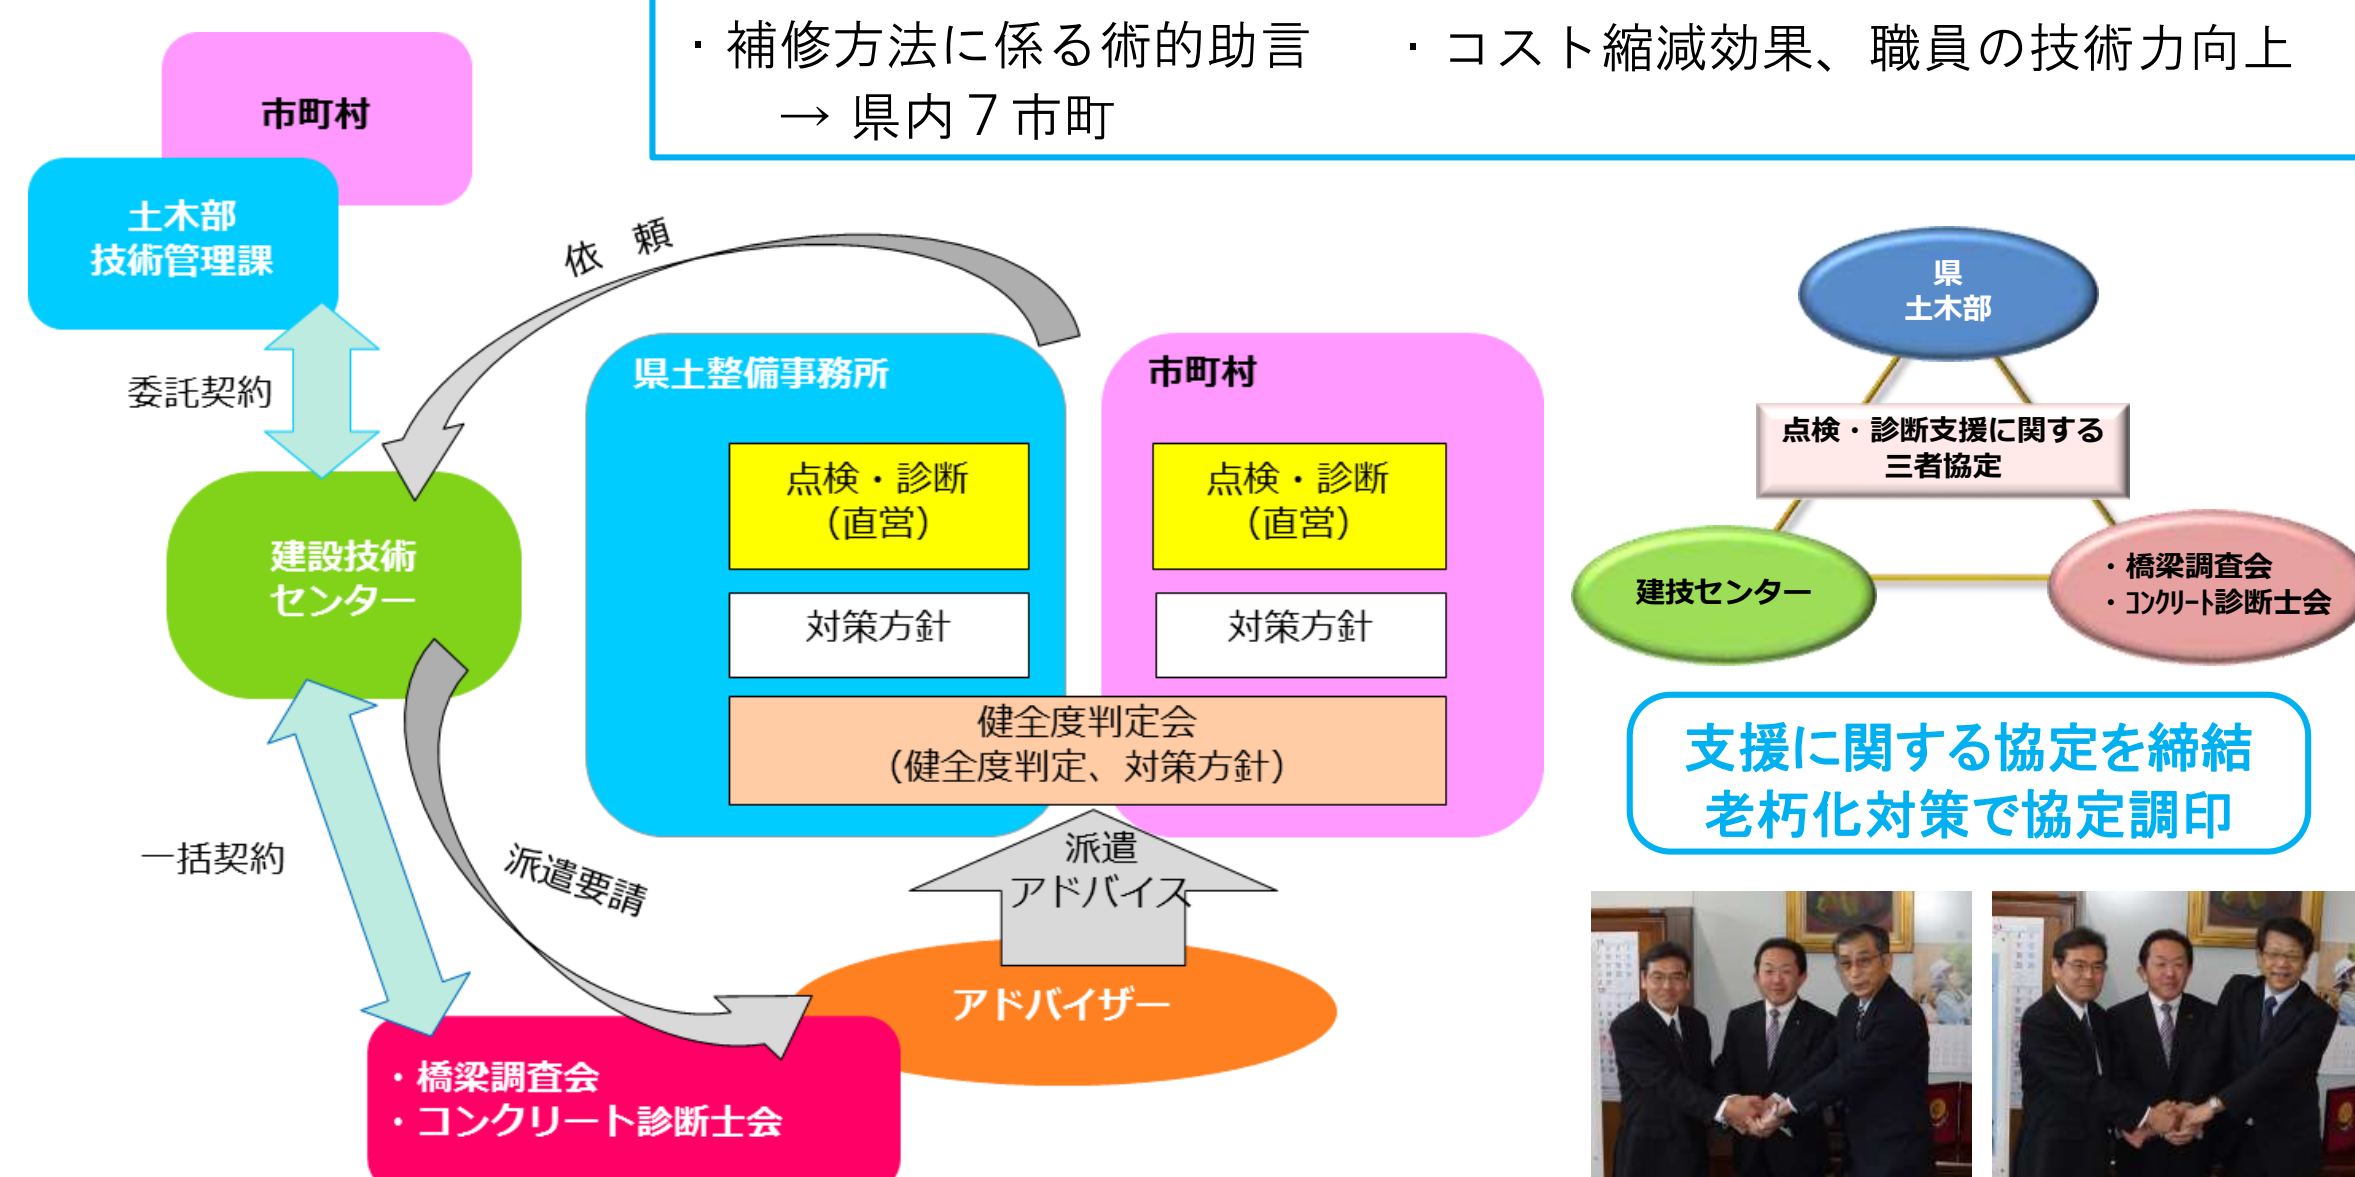 ・補修方法に係る術的助言
→ 県内７市町
・コスト縮減効果、職員の技術力向上
市町村
土木部
技術管理課
委託契約
建設技術
センター
一括契約
依 頼
派遣要請
県土整備事務所
点検・診断
（直営）
対策方針
市町村
点検・診断
（直営）
対策方針
健全度判定会
（健全度判定、対策方針）
派遣
アドバイス
アドバイザー
・橋梁調査会
・コンクリート診断士会
県
土木部
点検・診断支援に関する
三者協定
建技センター
・橋梁調査会
・ｺﾝｸﾘｰﾄ診断士会
支援に関する協定を締結
老朽化対策で協定調印